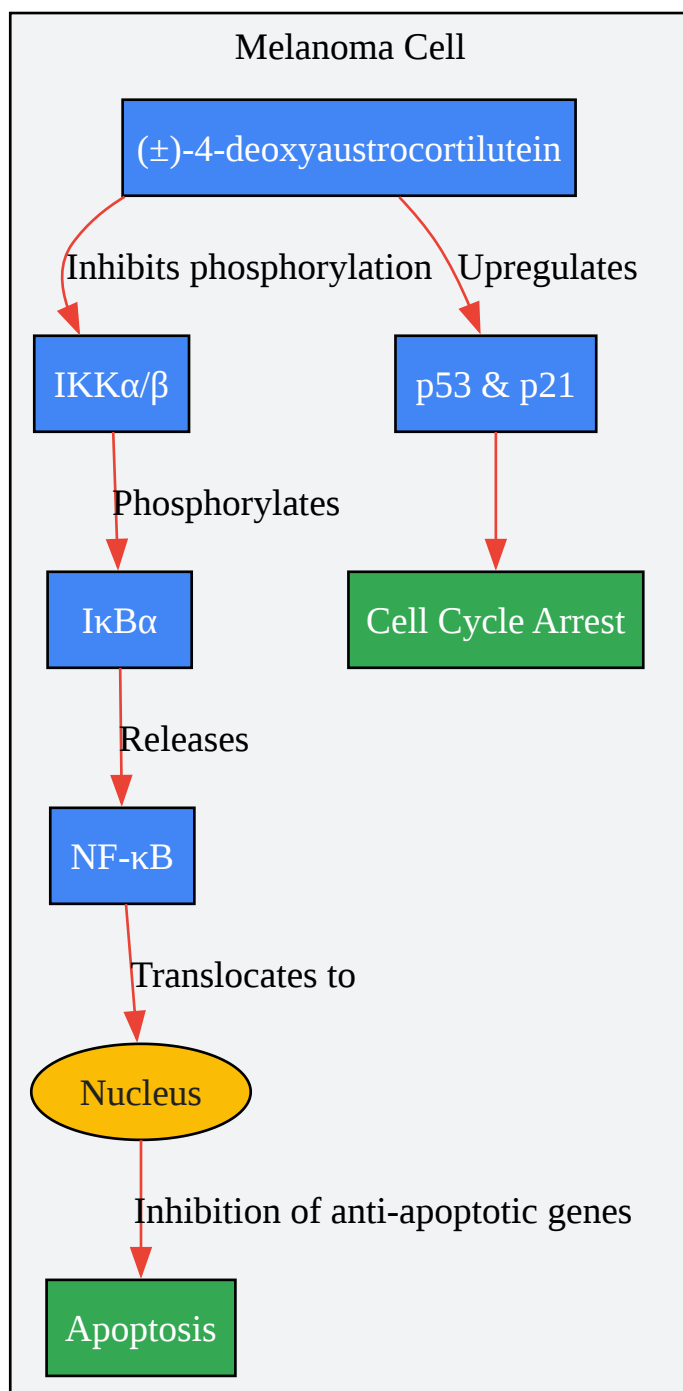 Melanoma Cell
(±)-4-deoxyaustrocortilutein
Inhibits phosphorylation
Upregulates
IKKα/β
p53 & p21
Phosphorylates
IκBα
Cell Cycle Arrest
Releases
NF-κB
Translocates to
Nucleus
Inhibition of anti-apoptotic genes
Apoptosis